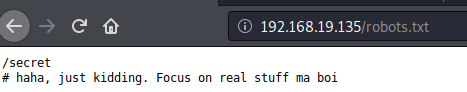 192.168.19.135/robots.txt
/secret
# haha, just kidding. Focus on real stuff ma boi